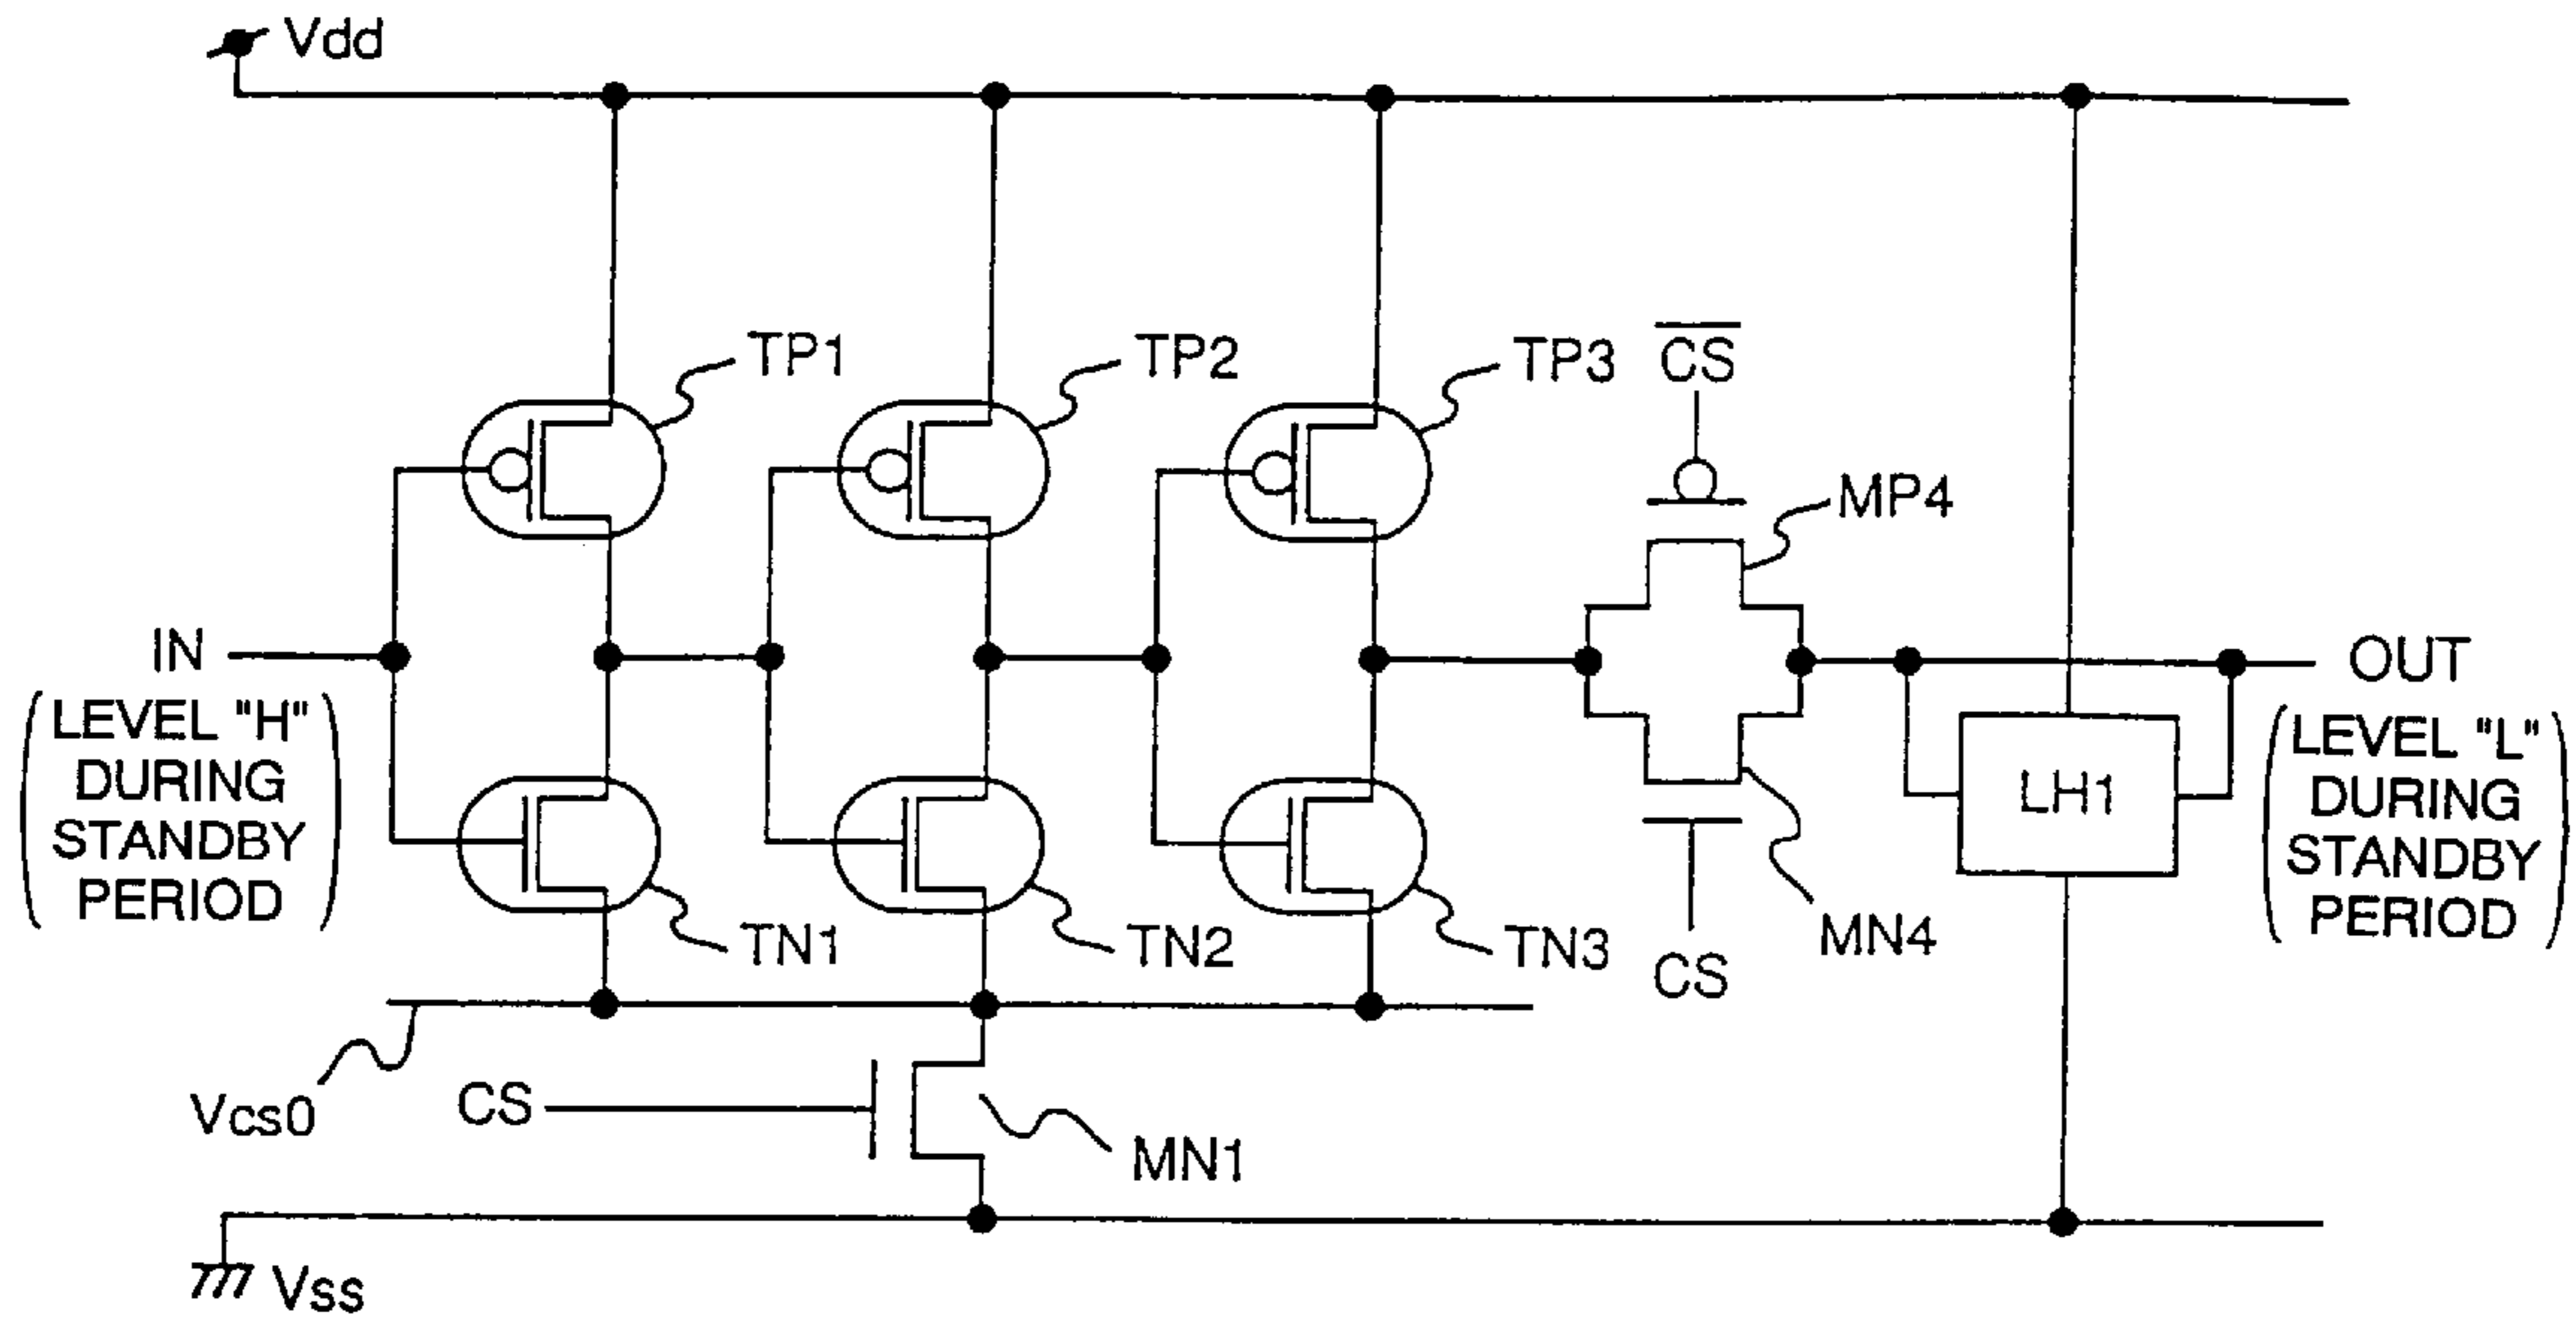 Vdd
TP1
TP2
TP3
CS
MP4
IN
LEVEL "H"
DURING
STANDBY
PERIOD
OUT
LEVEL "L"
DURING
STANDBY
PERIOD
LH1
TN1
TN2
TN3
CS
MN4
Vcs0
CS
MN1
Vss